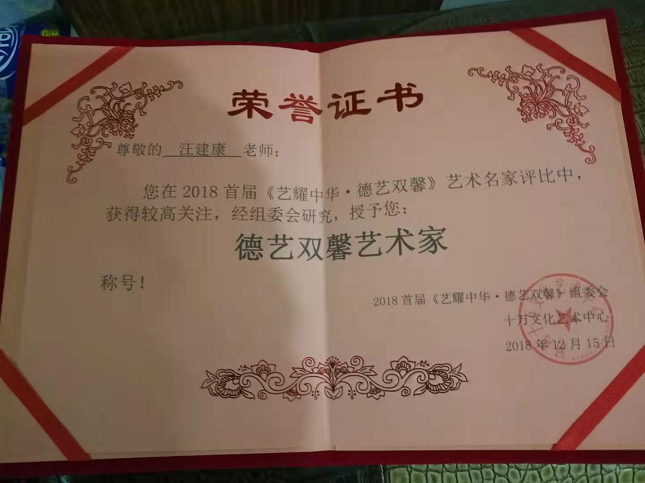 荣誉证书
尊敬的 汪建康 老师：
您在2018首届《艺耀中华·德艺双馨》艺术名家评比中，
获得较高关注，经组委会研究，授予您：
德艺双馨艺术家
称号！
2018首届《艺耀中华·德艺双馨》组委会
十万文化艺术中心
2018年12月15日